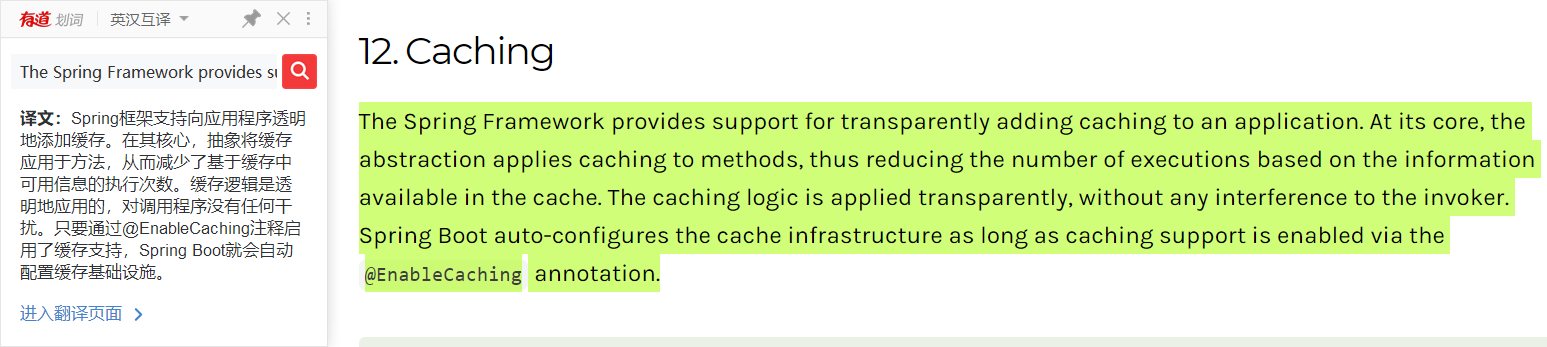 有道 划词 英汉互译
The Spring Framework provides su
译文：Spring框架支持向应用程序透明
地添加缓存。在其核心，抽象将缓存
应用于方法，从而减少了基于缓存中
可用信息的执行次数。缓存逻辑是透
明地应用的，对调用程序没有任何干
扰。只要通过@EnableCaching注释启
用了缓存支持，Spring Boot就会自动
配置缓存基础设施。
进入翻译页面
12. Caching
The Spring Framework provides support for transparently adding caching to an application. At its core, the
abstraction applies caching to methods, thus reducing the number of executions based on the information
available in the cache. The caching logic is applied transparently, without any interference to the invoker.
Spring Boot auto-configures the cache infrastructure as long as caching support is enabled via the
@EnableCaching annotation.